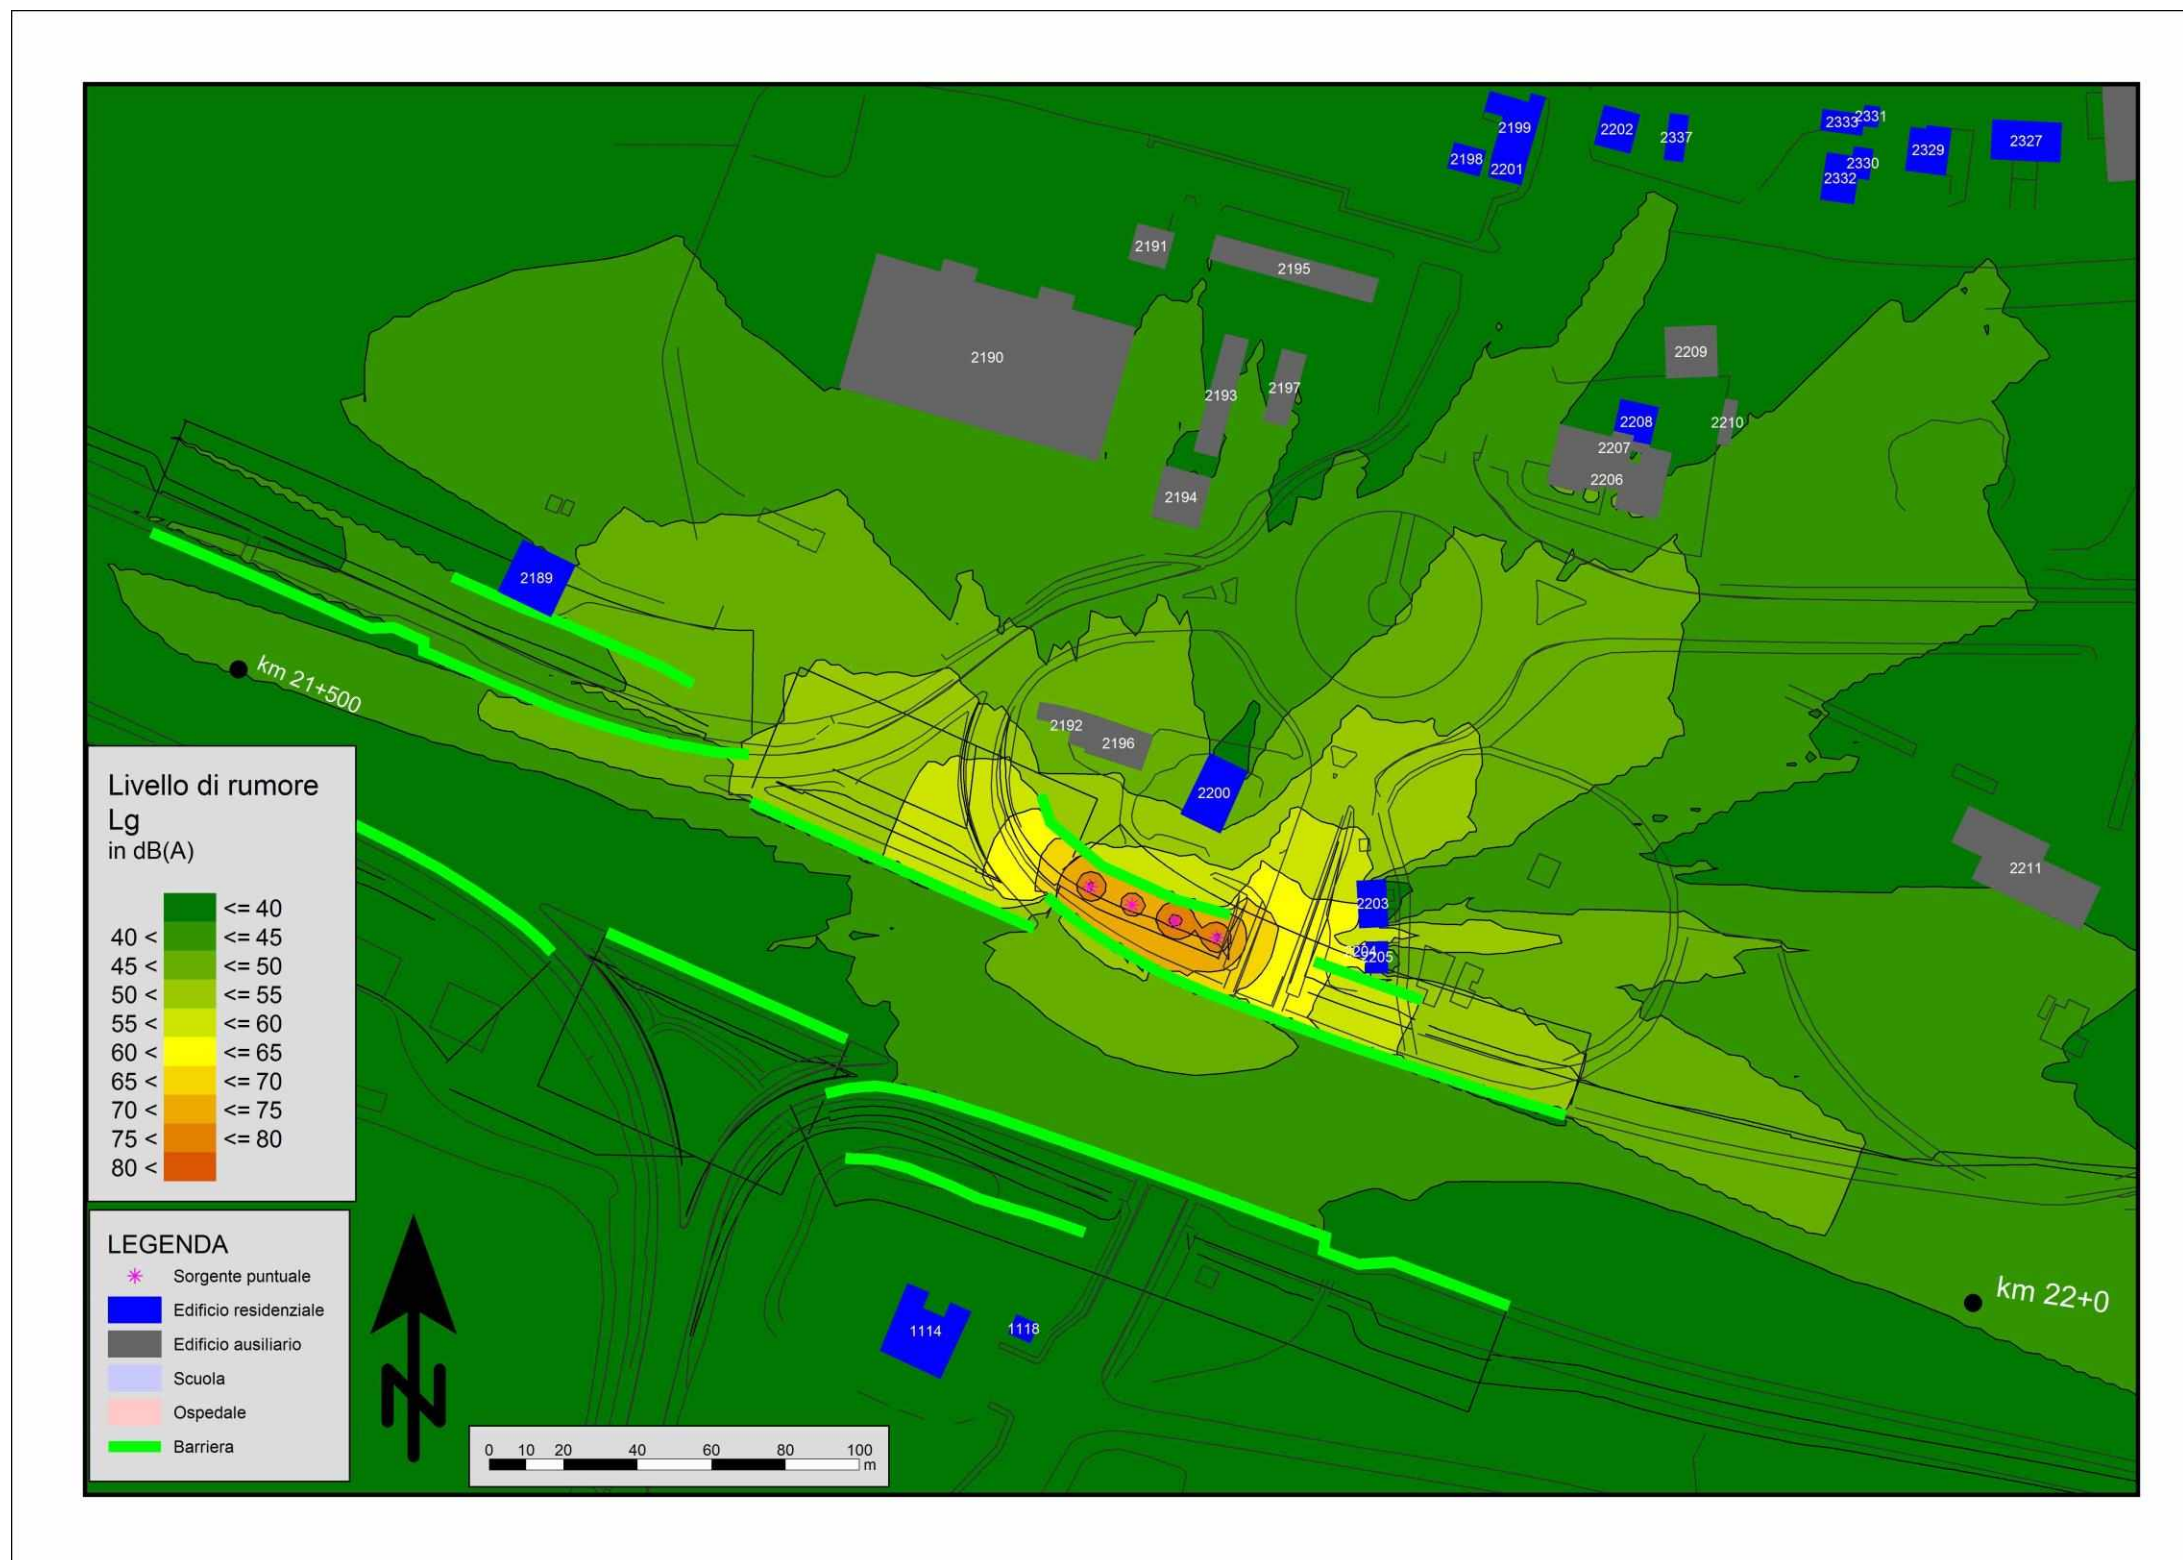 2199
2202
2337
2333
2331
2329
2327
2198
2201
2330
2332
2191
2195
2190
2209
2193
2197
2208
2210
2207
2206
2194
2189
km 21+500
2192
2196
2200
2203
2205
2211
Livello di rumore
Lg
in dB(A)
<= 40
40 < <= 45
45 < <= 50
50 < <= 55
55 < <= 60
60 < <= 65
65 < <= 70
70 < <= 75
75 < <= 80
80 <
LEGENDA
Sorgente puntuale
Edificio residenziale
Edificio ausiliario
Scuola
Ospedale
Barriera
N
1114
1118
km 22+0
0 10 20 40 60 80 100
m